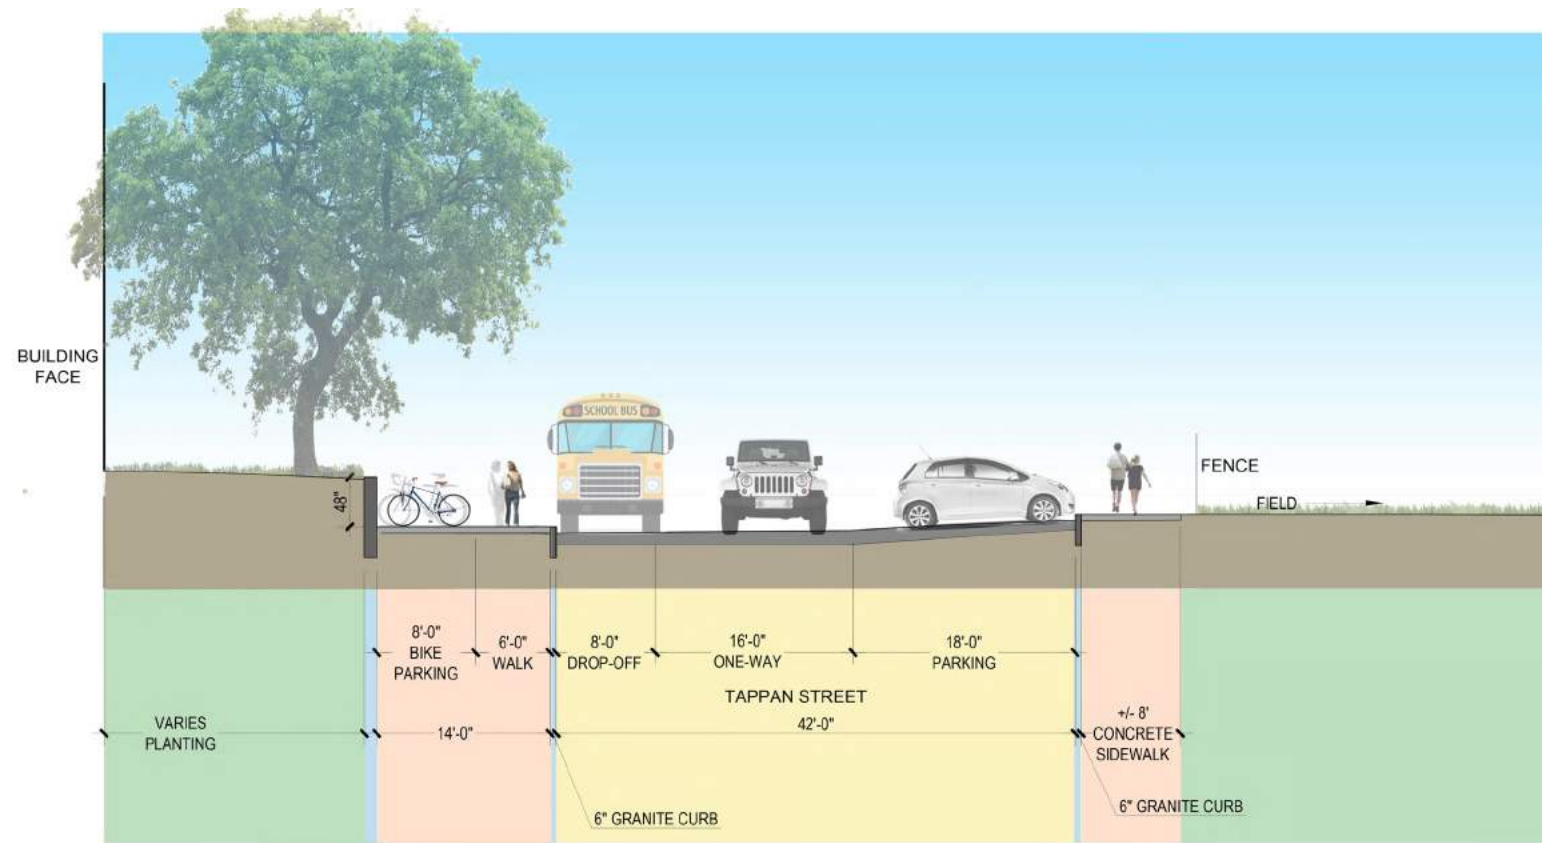 SCHOOL BUS
BUILDING
FACE
FENCE
48"
FIELD
8'-0"
BIKE
PARKING
6'-0"
WALK
8'-0"
DROP-OFF
16'-0"
ONE-WAY
18'-0"
PARKING
TAPPAN STREET
VARIES
PLANTING
14'-0"
42'-0"
+/- 8'
CONCRETE
SIDEWALK
6" GRANITE CURB
6" GRANITE CURB